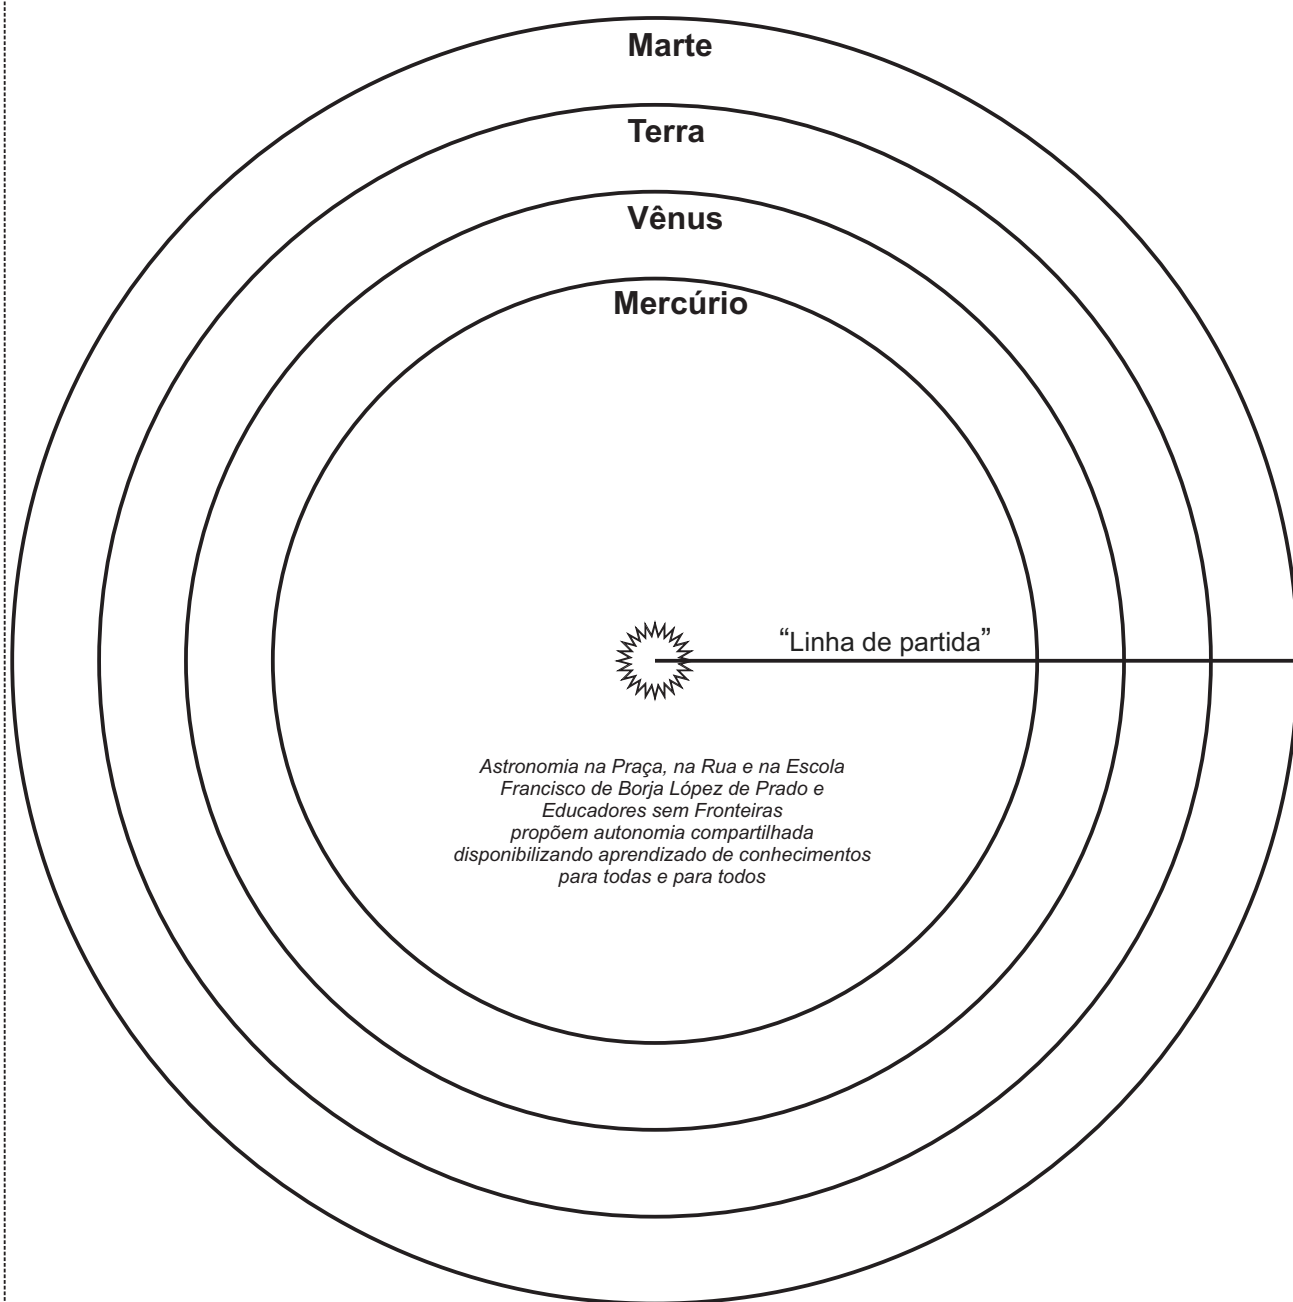 Marte
Terra
Vênus
Mercúrio
“Linha de partida”
Astronomia na Praça, na Rua e na Escola
Francisco de Borja López de Prado e
Educadores sem Fronteiras
propõem autonomia compartilhada
disponibilizando aprendizado de conhecimentos
para todas e para todos